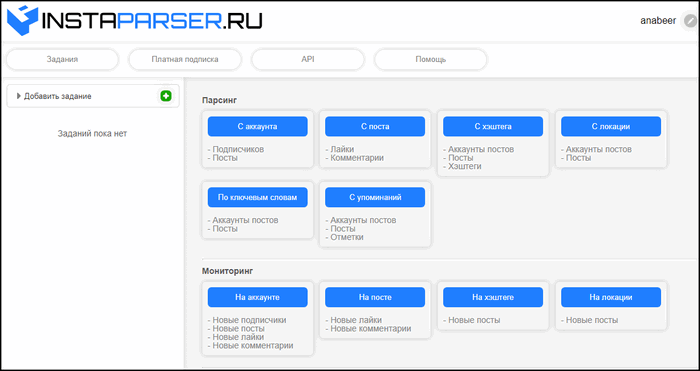 INSTAPARSER.RU
anabeer
Задания
Платная подписка
API
Помощь
Добавить задание
Заданий пока нет
Парсинг
С аккаунта
- Подписчиков
- Посты
С поста
- Лайки
- Комментарии
С хэштега
- Аккаунты постов
- Посты
- Хэштеги
С локации
- Аккаунты постов
- Посты
По ключевым словам
- Аккаунты постов
- Посты
С упоминаний
- Аккаунты постов
- Посты
- Отметки
Мониторинг
На аккаунте
- Новые подписчики
- Новые посты
- Новые лайки
- Новые комментарии
На посте
- Новые лайки
- Новые комментарии
На хэштеге
- Новые посты
На локации
- Новые посты